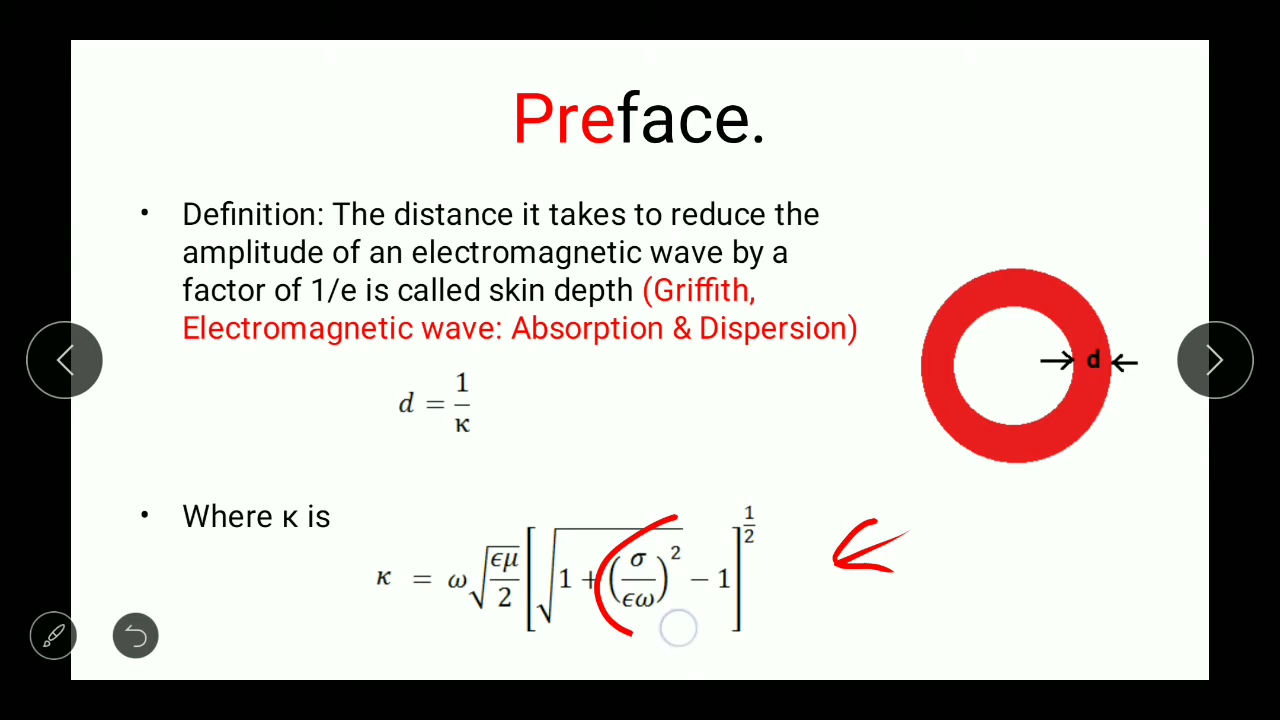 Preface.
• Definition: The distance it takes to reduce the
amplitude of an electromagnetic wave by a
factor of 1/e is called skin depth (Griffith,
Electromagnetic wave: Absorption & Dispersion)
d
d = 1/κ
• Where κ is
κ = ω√(ϵμ/2) [√(1 + (σ/ϵω)²) − 1]^(1/2)